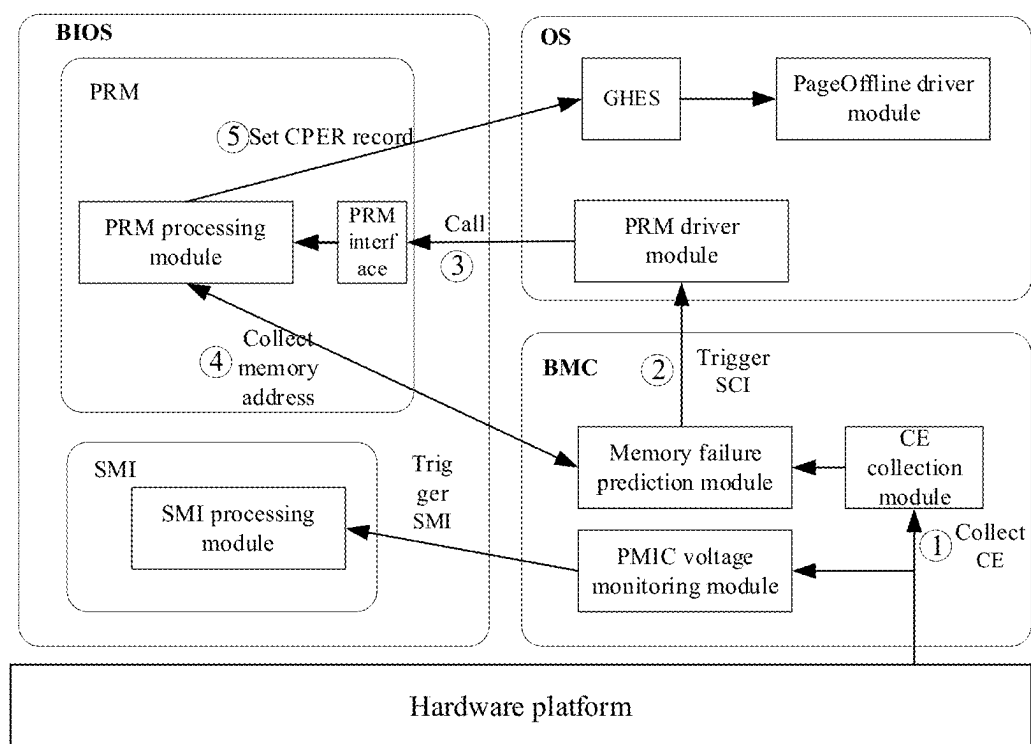 BIOS
PRM
⑤ Set CPER record
PRM processing
module
PRM
interf
ace
④ Collect
memory
address
SMI
SMI processing
module
Trig
ger
SMI
OS
GHES
PageOffline driver
module
Call
③
PRM driver
module
BMC
② Trigger
SCI
Memory failure
prediction module
CE
collection
module
PMIC voltage
monitoring module
① Collect
CE
Hardware platform